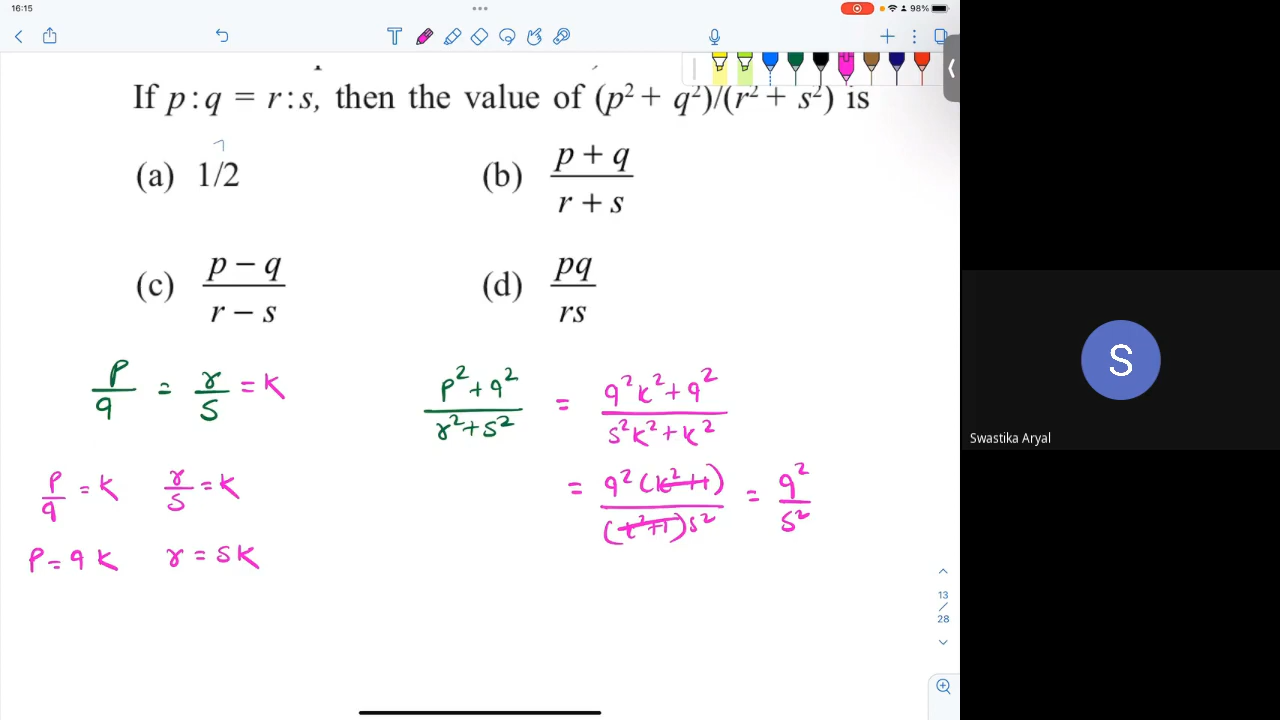 16:15
98%
If p : q = r : s, then the value of (p² + q²)/(r² + s²) is
(a) 1/2
(b) p + q / r + s
(c) p − q / r − s
(d) pq / rs
p/q = r/s = k
p²+q² / r²+s² = q²k²+q² / s²k²+k²
p/q = k r/s = k
= q²(k²+1) / (k²+1)s² = q²/s²
p = qk r = sk
S
Swastika Aryal
13
/
28